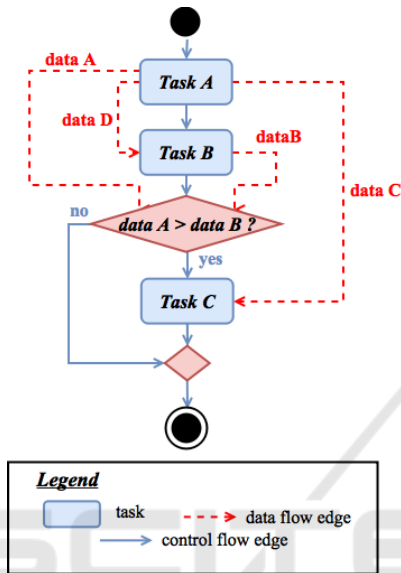 data A
Task A
data D
Task B
dataB
data C
no
data A > data B ?
yes
Task C
Legend
task
data flow edge
control flow edge